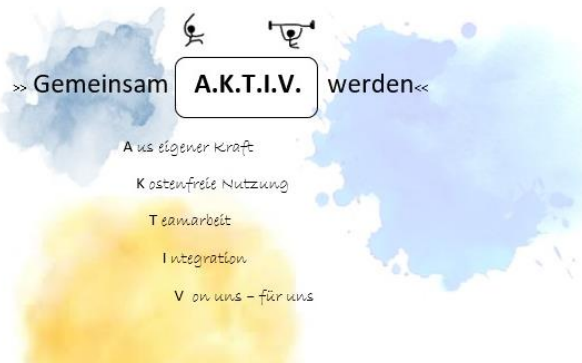 >> Gemeinsam A.K.T.I.V. werden<<
A us eigener Kraft
K ostenfreie Nutzung
T eamarbeit
I ntegration
V on uns – für uns